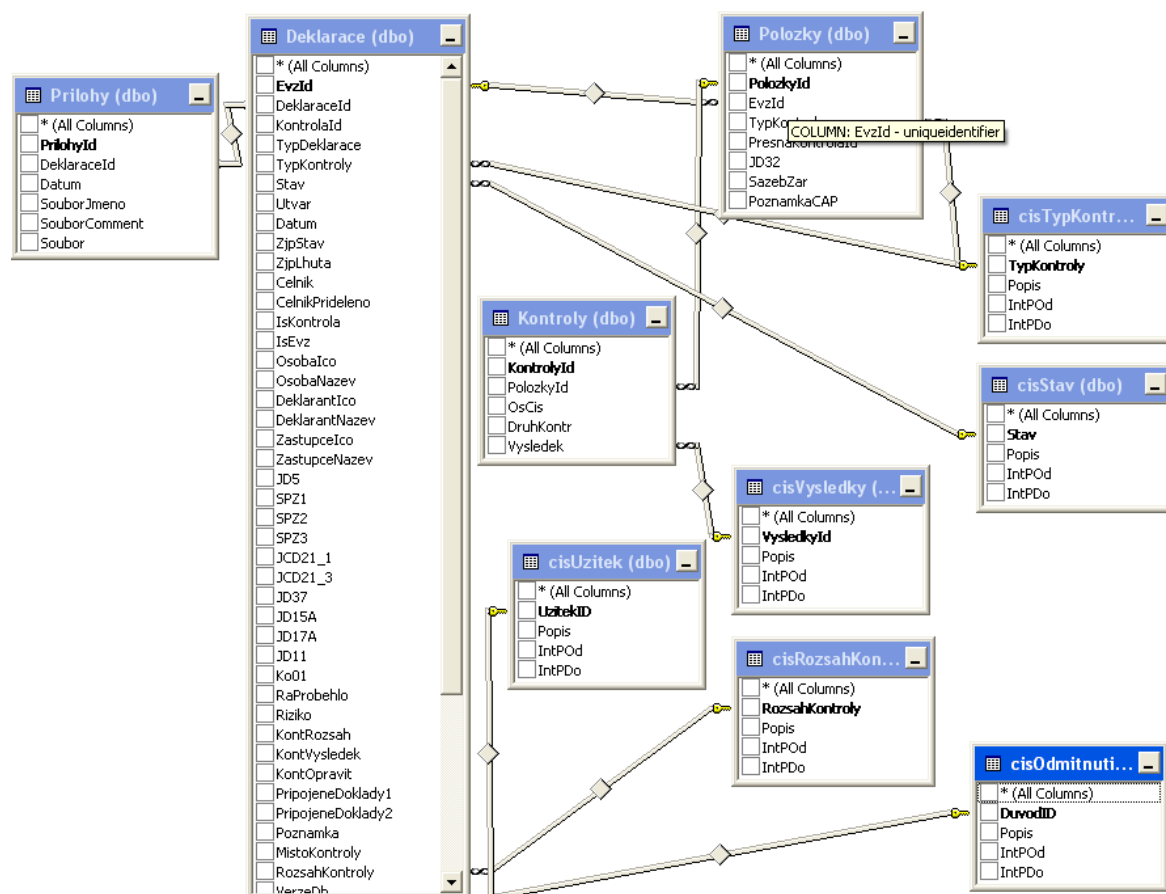 Prilohy (dbo)
* (All Columns)
PrilohyId
DeklaraceId
Datum
SouborJmeno
SouborComment
Soubor
Deklarace (dbo)
* (All Columns)
EvzId
DeklaraceId
KontrolaId
TypDeklarace
TypKontroly
Stav
Utvar
Datum
ZjpStav
ZjpLhuta
Celnik
CelnikPrideleno
IsKontrola
IsEvz
OsobaIco
OsobaNazev
DeklarantIco
DeklarantNazev
ZastupceIco
ZastupceNazev
JD5
SPZ1
SPZ2
SPZ3
JCD21_1
JCD21_3
JD37
JD15A
JD17A
JD11
Ko01
RaProbehlo
Riziko
KontRozsah
KontVysledek
KontOpravit
PripojeneDoklady1
PripojeneDoklady2
Poznamka
MistoKontroly
RozsahKontroly
VerzeDb
Polozky (dbo)
* (All Columns)
PolozkyId
EvzId
TypKon
COLUMN: EvzId - uniqueidentifier
PresnaKontrolaId
JD32
SazebZar
PoznamkaCAP
cisTypKontr...
* (All Columns)
TypKontroly
Popis
IntPOd
IntPDo
Kontroly (dbo)
* (All Columns)
KontrolyId
PolozkyId
OsCis
DruhKontr
Vysledek
cisStav (dbo)
* (All Columns)
Stav
Popis
IntPOd
IntPDo
cisVysledky (...
* (All Columns)
VysledkyId
Popis
IntPOd
IntPDo
cisUzitek (dbo)
* (All Columns)
UzitekID
Popis
IntPOd
IntPDo
cisRozsahKon...
* (All Columns)
RozsahKontroly
Popis
IntPOd
IntPDo
cisOdmitnuti...
* (All Columns)
DuvodID
Popis
IntPOd
IntPDo